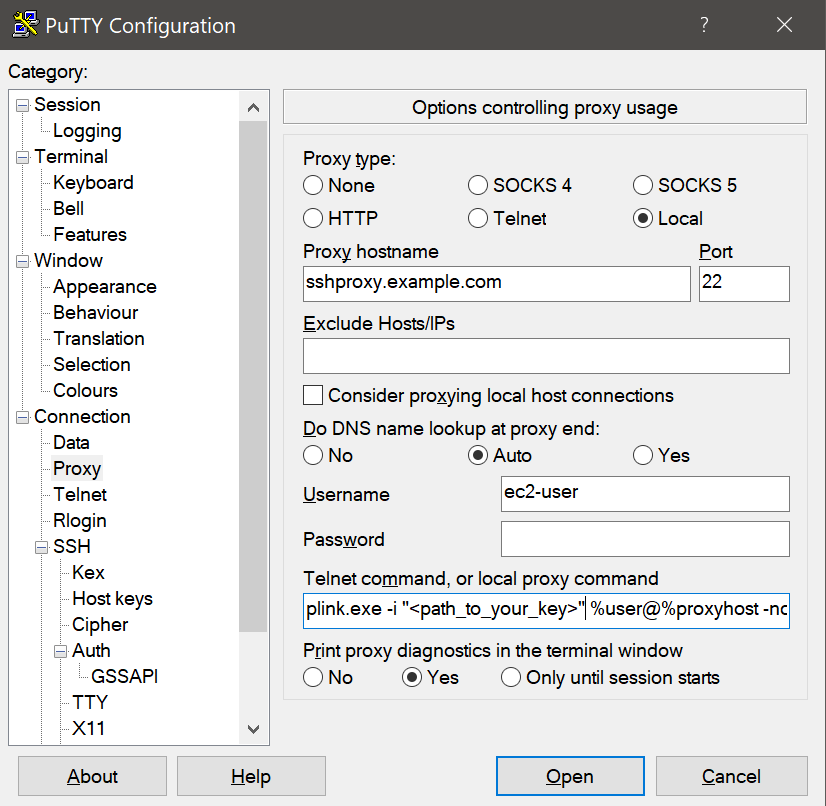 PuTTY Configuration
?
Category:
Session
Logging
Terminal
Keyboard
Bell
Features
Window
Appearance
Behaviour
Translation
Selection
Colours
Connection
Data
Proxy
Telnet
Rlogin
SSH
Kex
Host keys
Cipher
Auth
GSSAPI
TTY
X11
Options controlling proxy usage
Proxy type:
None SOCKS 4 SOCKS 5
HTTP Telnet Local
Proxy hostname Port
sshproxy.example.com 22
Exclude Hosts/IPs
Consider proxying local host connections
Do DNS name lookup at proxy end:
No Auto Yes
Username ec2-user
Password
Telnet command, or local proxy command
plink.exe -i "<path_to_your_key>" %user@%proxyhost -nc
Print proxy diagnostics in the terminal window
No Yes Only until session starts
About Help Open Cancel